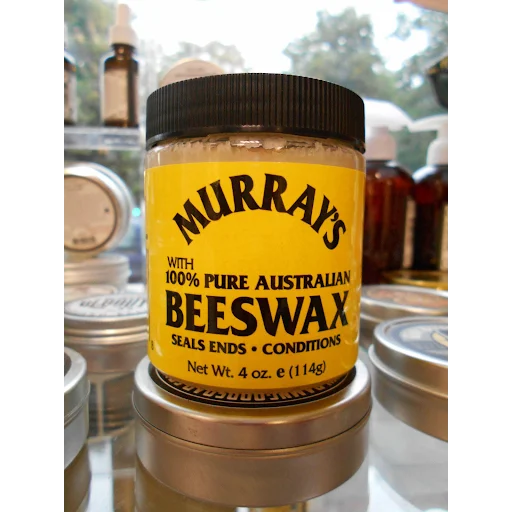 MURRAY'S
WITH
100% PURE AUSTRALIAN
BEESWAX
SEALS ENDS • CONDITIONS
Net Wt. 4 oz. e (114g)